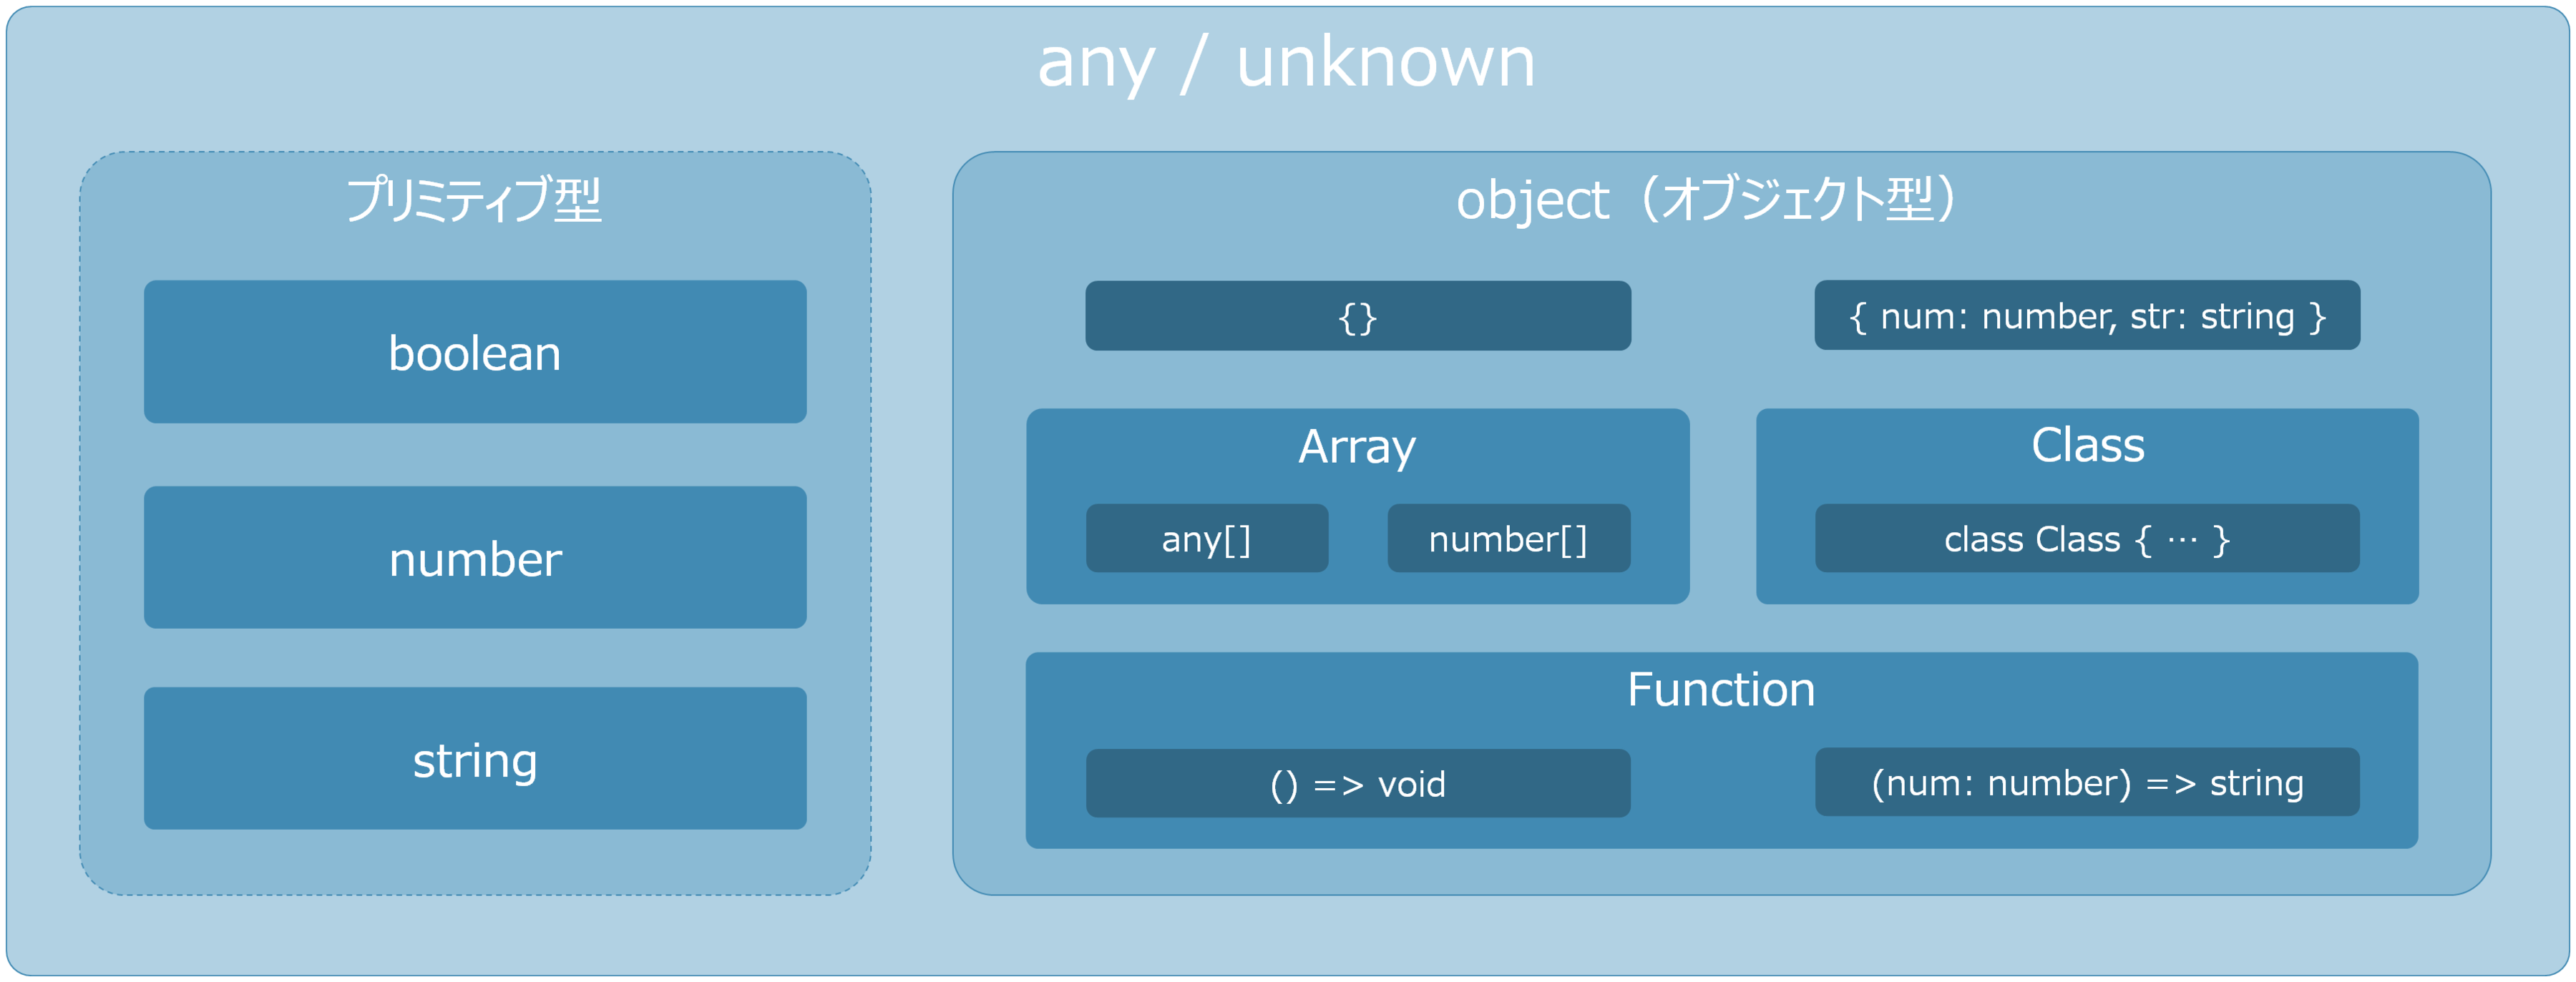 any / unknown
プリミティブ型
boolean
number
string
object（オブジェクト型）
{}
{ num: number, str: string }
Array
any[]
number[]
Class
class Class { … }
Function
() => void
(num: number) => string